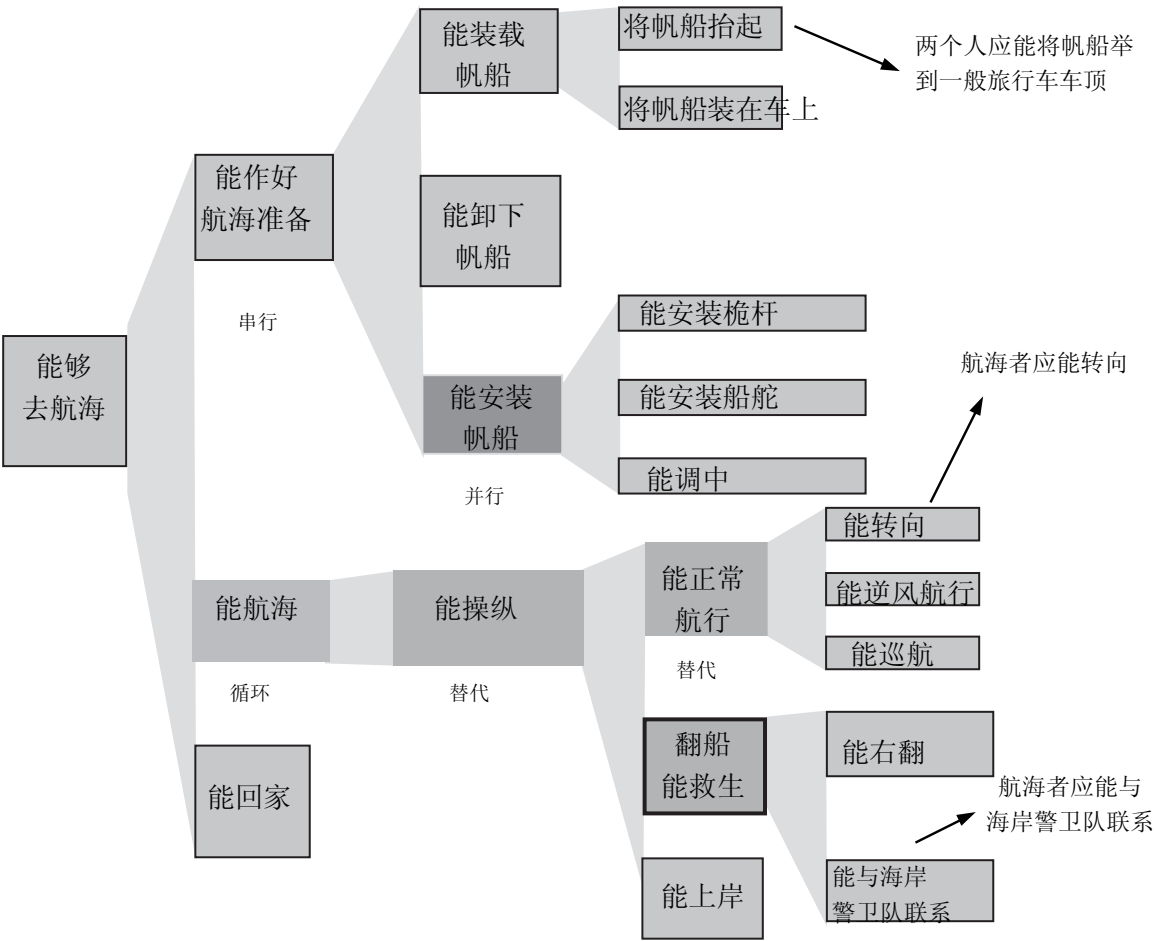 能装载
帆船
将帆船抬起
将帆船装在车上
两个人应能将帆船举
到一般旅行车车顶
能作好
航海准备
能卸下
帆船
串行
能够
去航海
能安装
帆船
能安装桅杆
能安装船舵
能调中
并行
航海者应能转向
能航海
循环
能操纵
替代
能正常
航行
替代
能转向
能逆风航行
能巡航
能回家
翻船
能救生
能右翻
航海者应能与
海岸警卫队联系
能上岸
能与海岸
警卫队联系